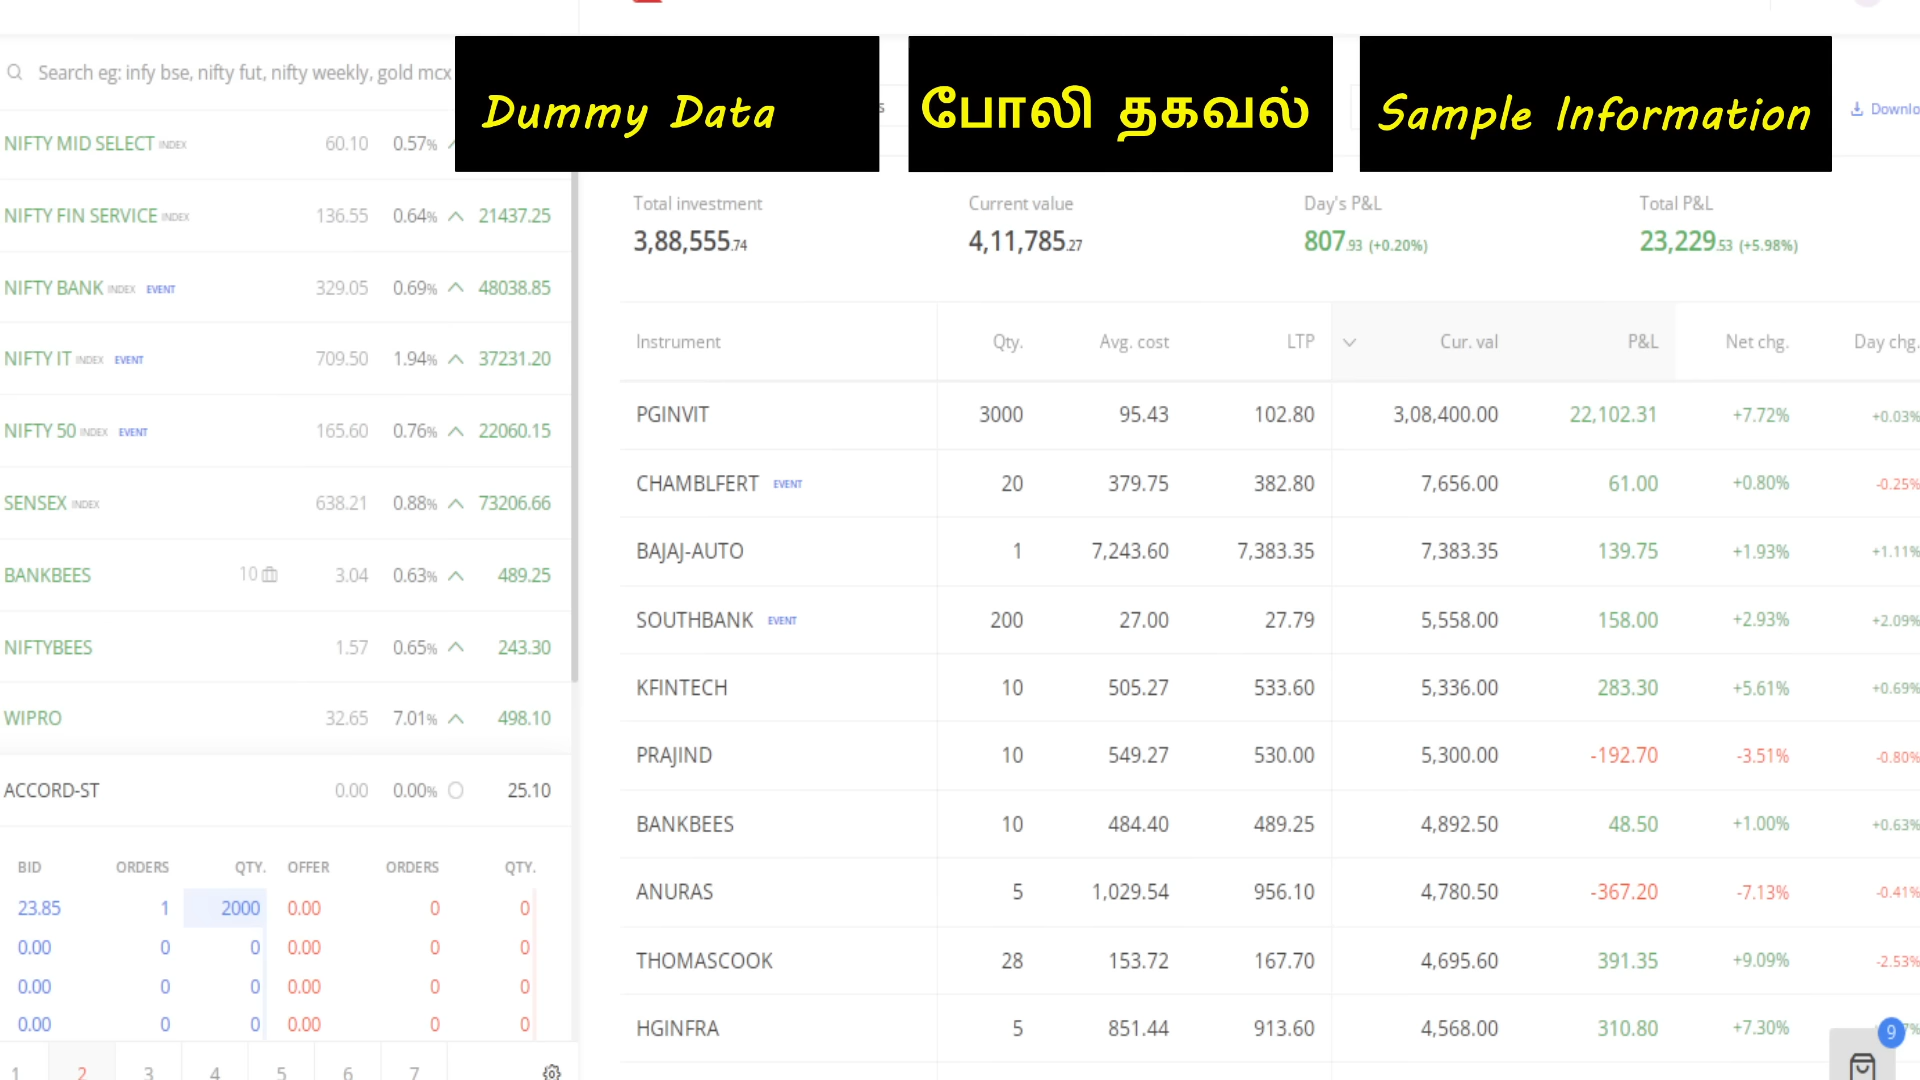 Search eg: infy bse, nifty fut, nifty weekly, gold mcx
Dummy Data
போலி தகவல்
Sample Information
Downlo
NIFTY MID SELECT INDEX 60.10 0.57%
NIFTY FIN SERVICE INDEX 136.55 0.64% 21437.25
NIFTY BANK INDEX EVENT 329.05 0.69% 48038.85
NIFTY IT INDEX EVENT 709.50 1.94% 37231.20
NIFTY 50 INDEX EVENT 165.60 0.76% 22060.15
SENSEX INDEX 638.21 0.88% 73206.66
BANKBEES 10 3.04 0.63% 489.25
NIFTYBEES 1.57 0.65% 243.30
WIPRO 32.65 7.01% 498.10
ACCORD-ST 0.00 0.00% 25.10
BID ORDERS QTY. OFFER ORDERS QTY.
23.85 1 2000 0.00 0 0
0.00 0 0 0.00 0 0
0.00 0 0 0.00 0 0
0.00 0 0 0.00 0 0
1 2 3 4 5 6 7
Total investment Current value Day's P&L Total P&L
3,88,555.74 4,11,785.27 807.93 (+0.20%) 23,229.53 (+5.98%)
Instrument Qty. Avg. cost LTP Cur. val P&L Net chg. Day chg.
PGINVIT 3000 95.43 102.80 3,08,400.00 22,102.31 +7.72% +0.03%
CHAMBLFERT EVENT 20 379.75 382.80 7,656.00 61.00 +0.80% -0.25%
BAJAJ-AUTO 1 7,243.60 7,383.35 7,383.35 139.75 +1.93% +1.11%
SOUTHBANK EVENT 200 27.00 27.79 5,558.00 158.00 +2.93% +2.09%
KFINTECH 10 505.27 533.60 5,336.00 283.30 +5.61% +0.69%
PRAJIND 10 549.27 530.00 5,300.00 -192.70 -3.51% -0.80%
BANKBEES 10 484.40 489.25 4,892.50 48.50 +1.00% +0.63%
ANURAS 5 1,029.54 956.10 4,780.50 -367.20 -7.13% -0.41%
THOMASCOOK 28 153.72 167.70 4,695.60 391.35 +9.09% -2.53%
HGINFRA 5 851.44 913.60 4,568.00 310.80 +7.30%
9